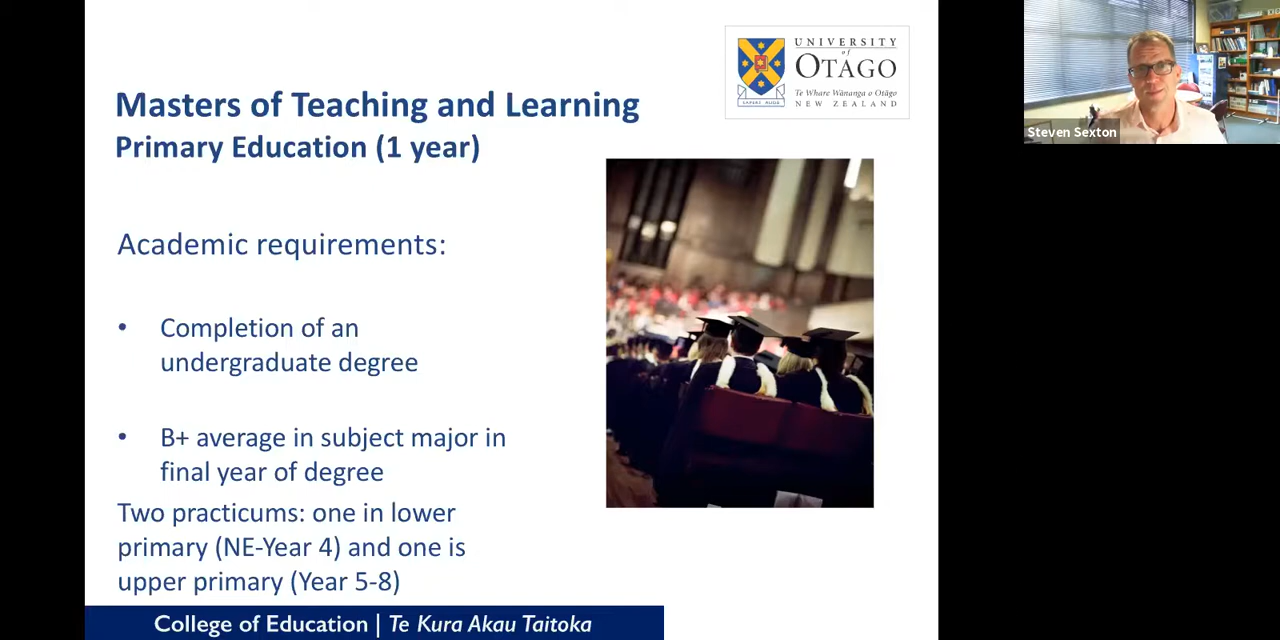 UNIVERSITY
of
OTAGO
Te Whare Wānanga o Otāgo
NEW ZEALAND
SAPERE AUDE
Masters of Teaching and Learning
Primary Education (1 year)
Academic requirements:
• Completion of an
undergraduate degree
• B+ average in subject major in
final year of degree
Two practicums: one in lower
primary (NE-Year 4) and one is
upper primary (Year 5-8)
College of Education | Te Kura Akau Taitoka
Steven Sexton